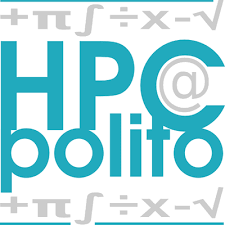 +π∫÷x-√
HPC@
polito
+π∫÷x-√